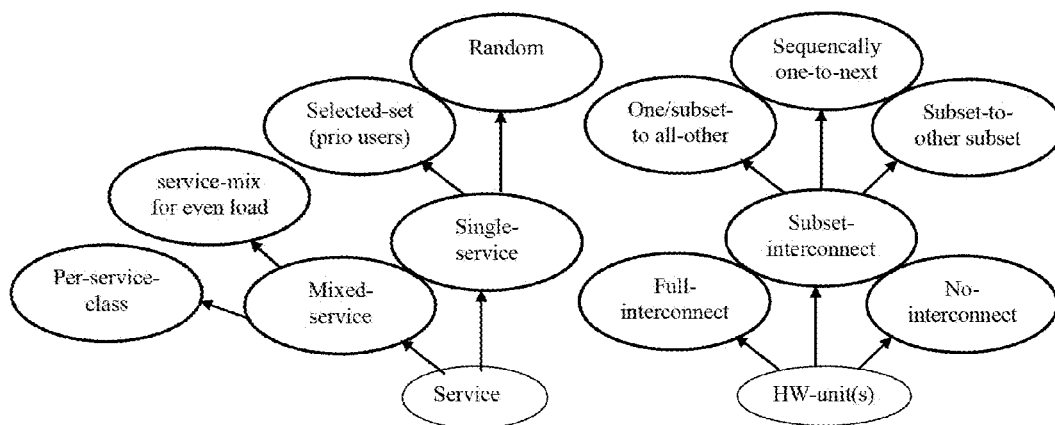 Random
Selected-set
(prio users)
service-mix
for even load
Single-
service
Per-service-
class
Mixed-
service
Service
Sequencally
one-to-next
One/subset-
to all-other
Subset-to-
other subset
Subset-
interconnect
Full-
interconnect
No-
interconnect
HW-unit(s)